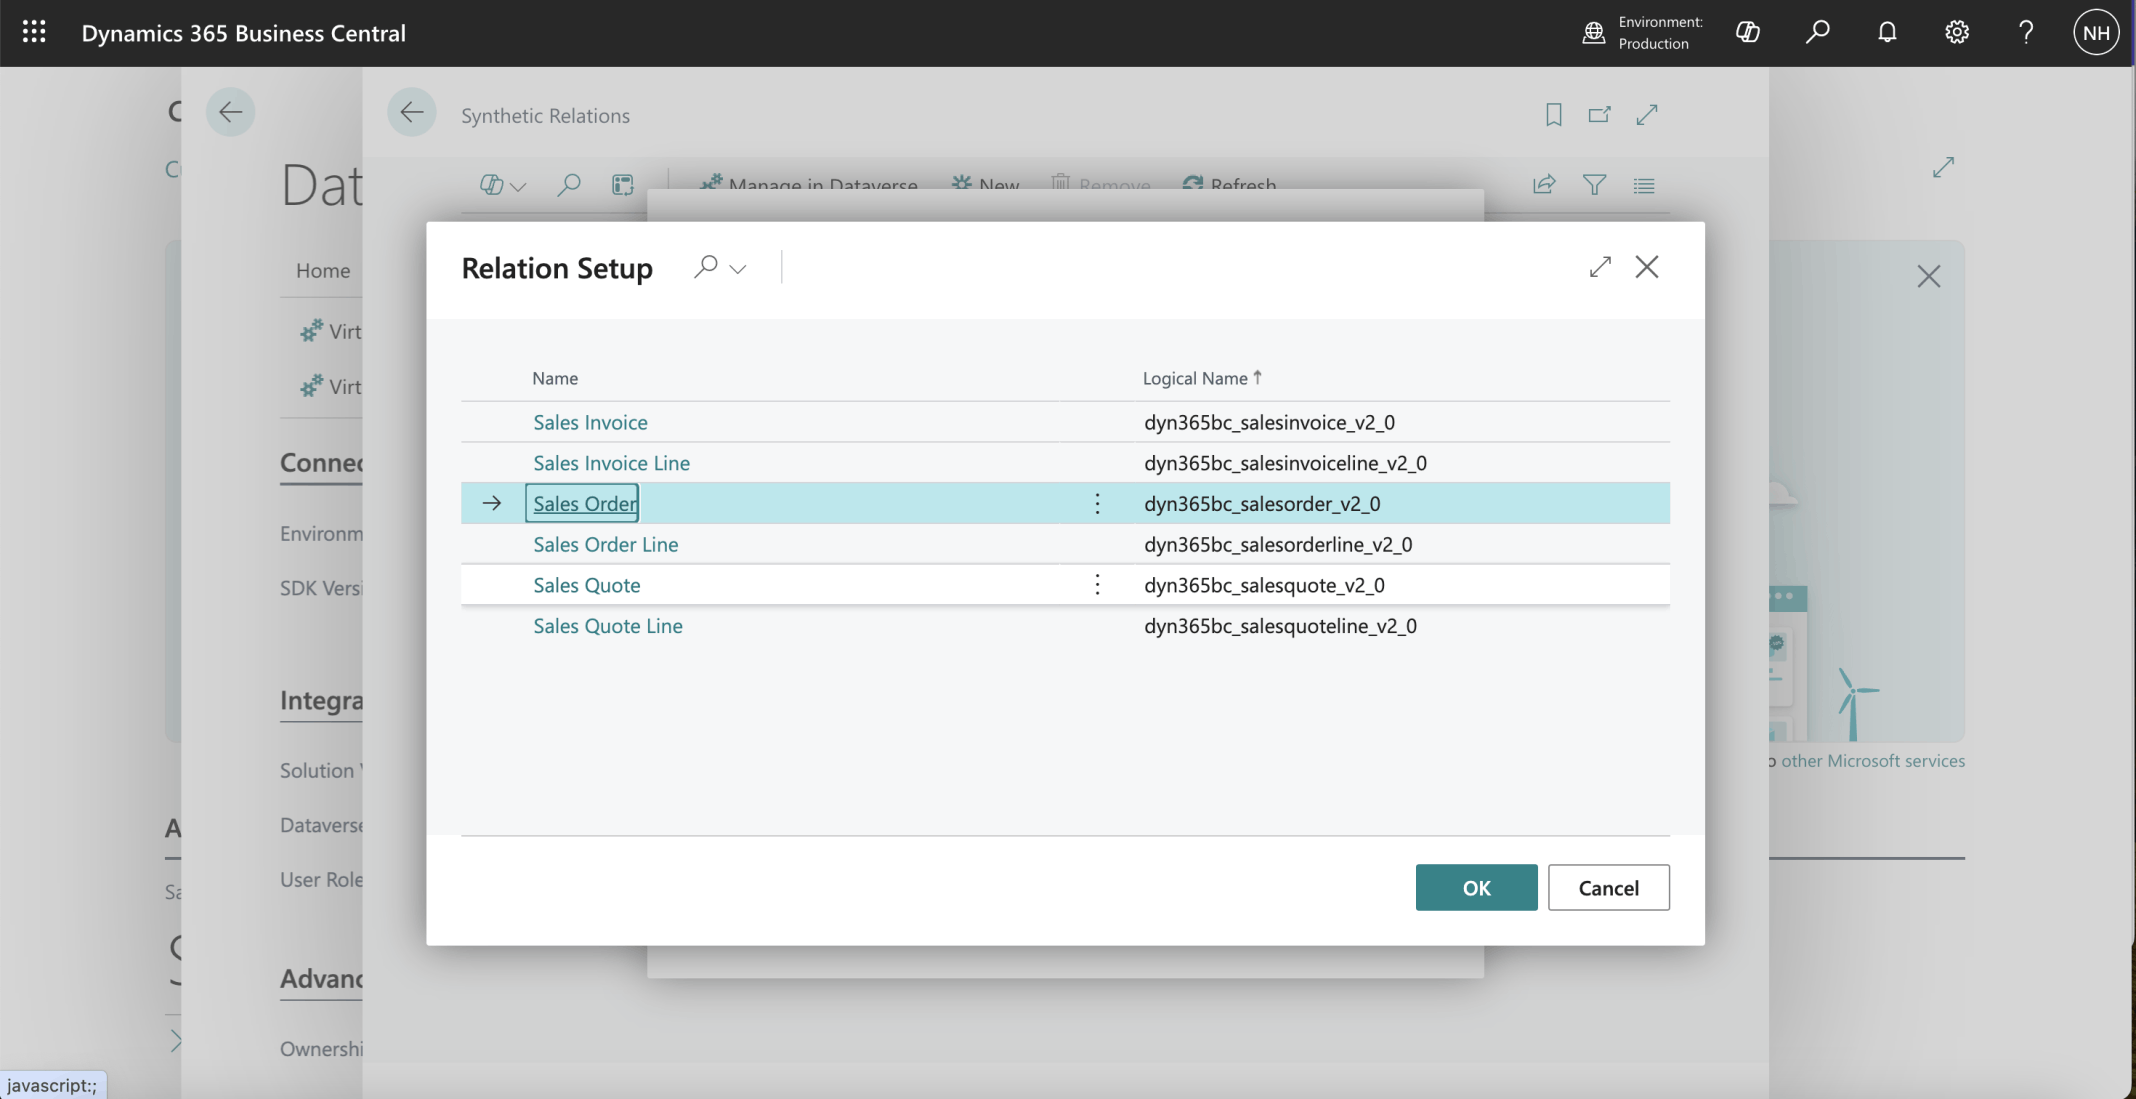 Dynamics 365 Business Central
Environment:
Production
NH
Synthetic Relations
Dat
Manage in Dataverse
New
Remove
Refresh
Home
Virt
Virt
Connec
Environm
SDK Versi
Integra
Solution
Dataverse
User Role
Advanc
Ownershi
Relation Setup
Name Logical Name
Sales Invoice dyn365bc_salesinvoice_v2_0
Sales Invoice Line dyn365bc_salesinvoiceline_v2_0
Sales Order dyn365bc_salesorder_v2_0
Sales Order Line dyn365bc_salesorderline_v2_0
Sales Quote dyn365bc_salesquote_v2_0
Sales Quote Line dyn365bc_salesquoteline_v2_0
OK
Cancel
o other Microsoft services
A
Sa
javascript:;